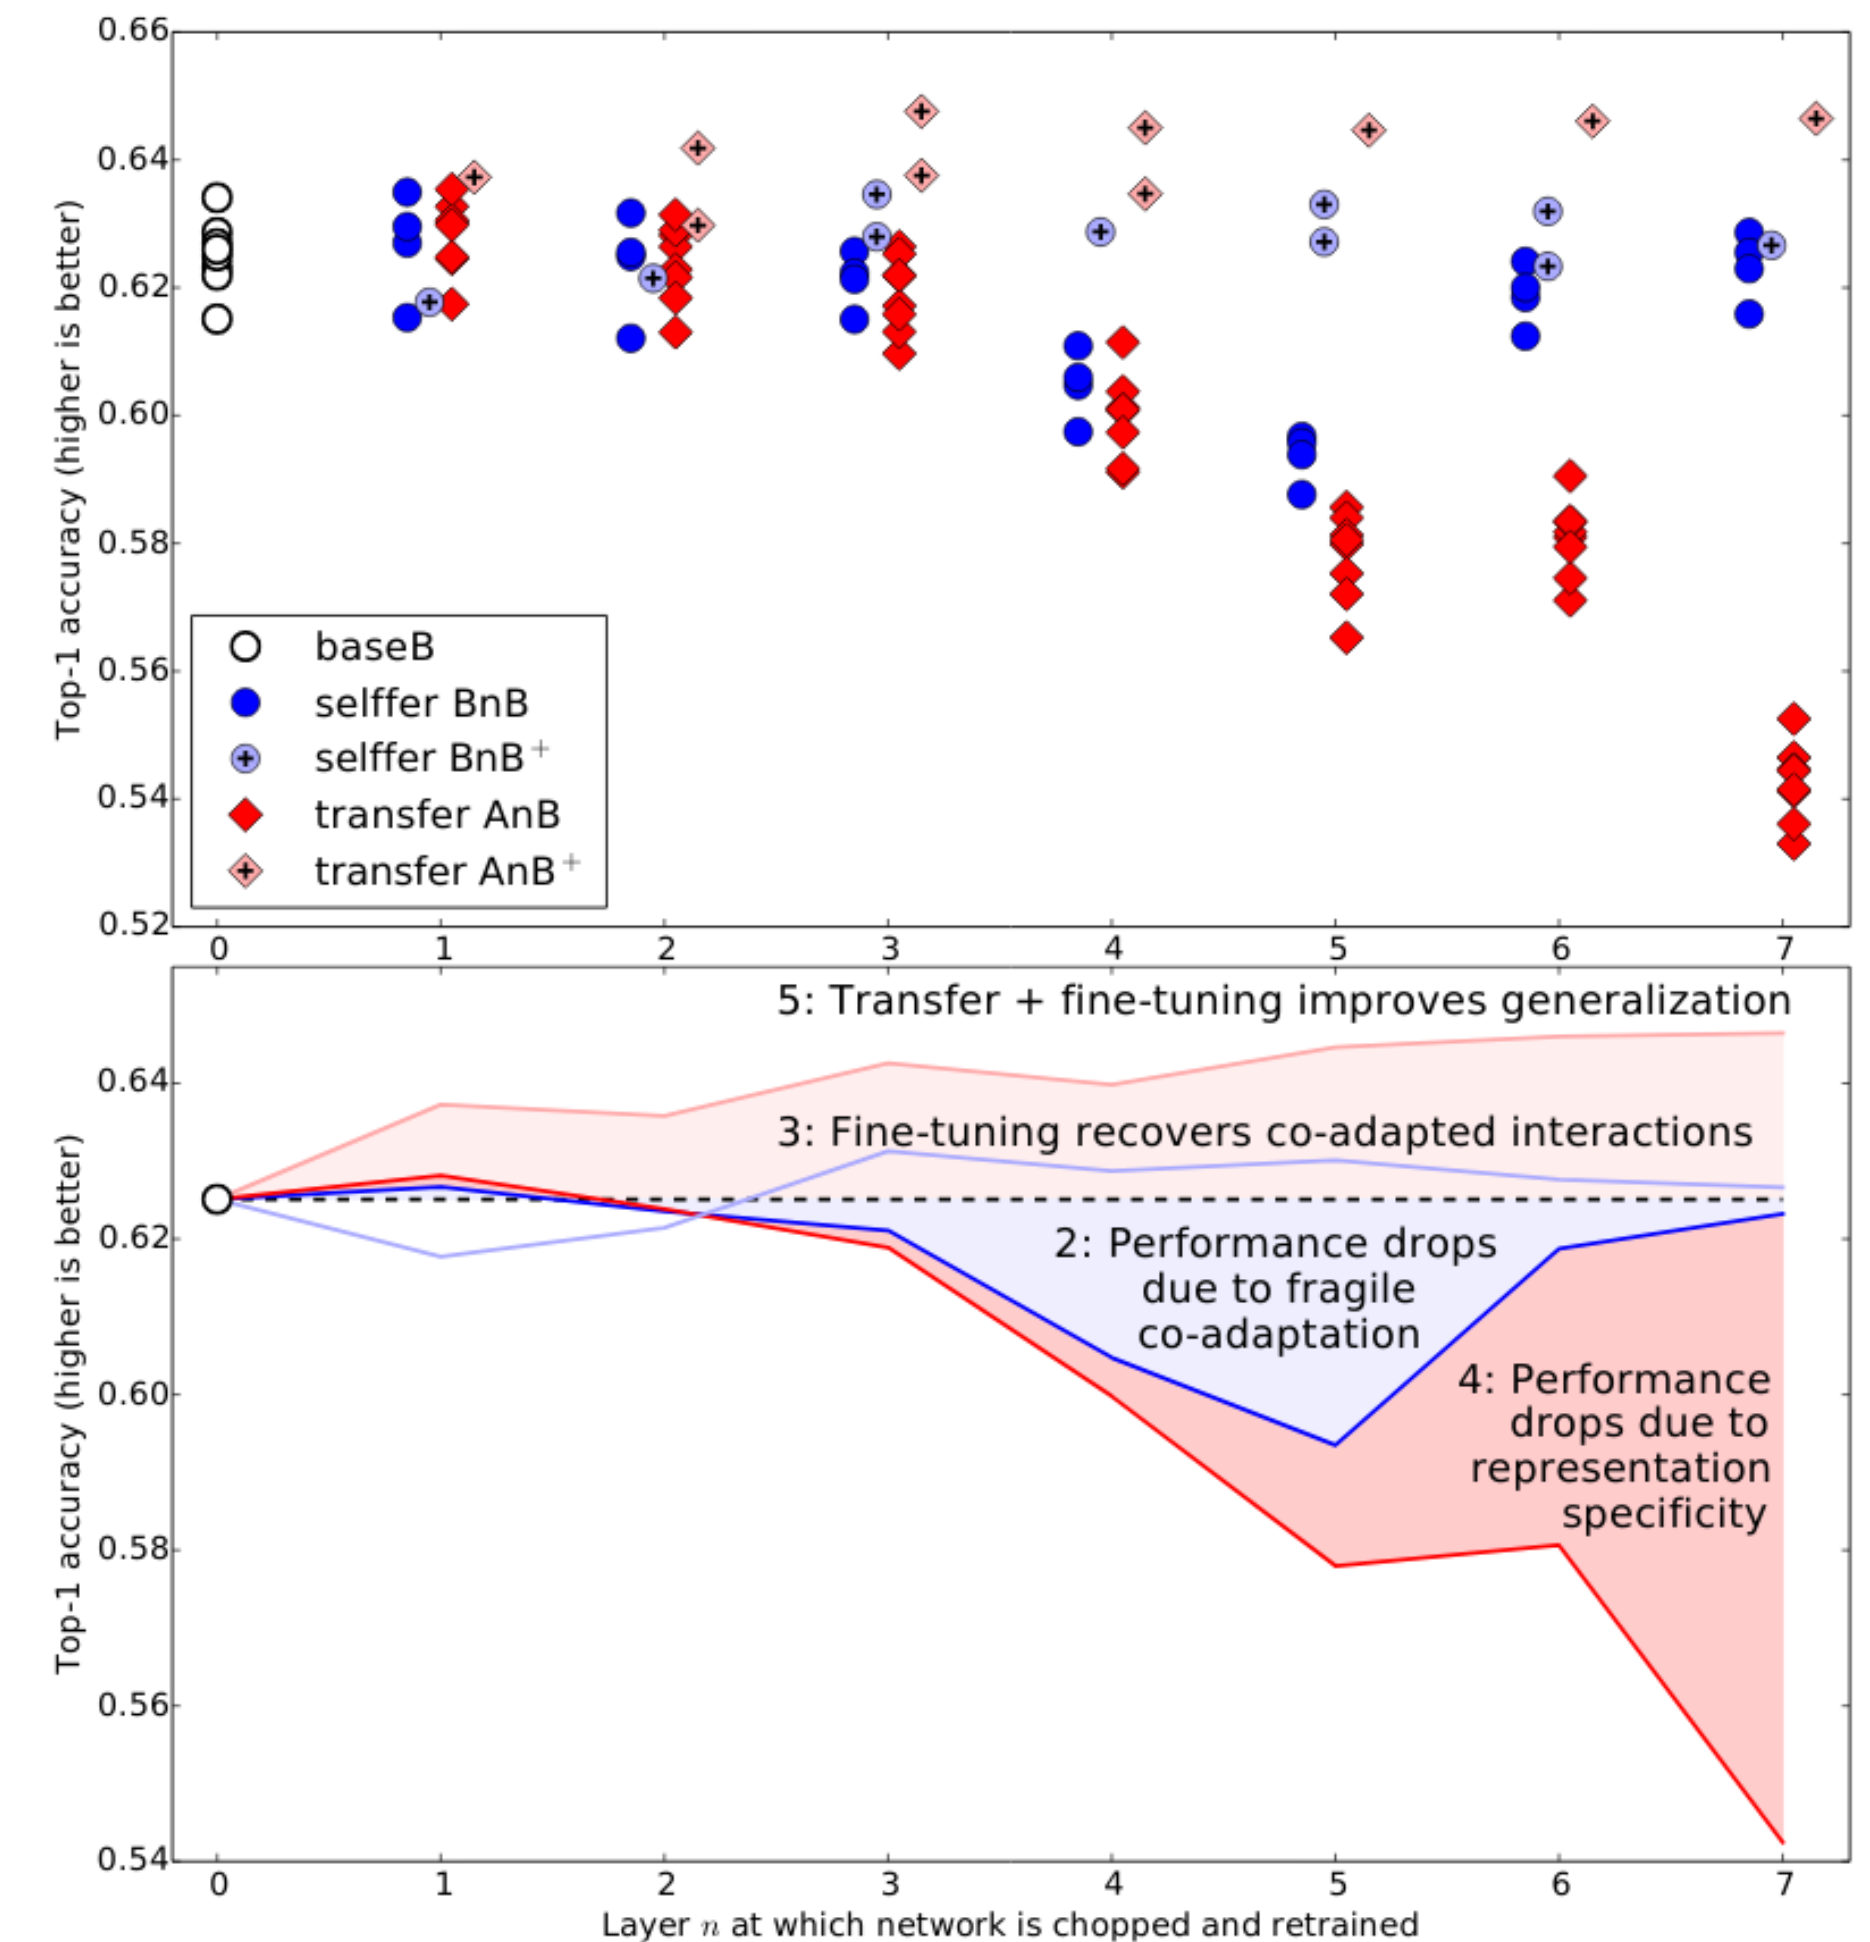 Top-1 accuracy (higher is better)
0.66
0.64
0.62
0.60
0.58
0.56
0.54
0.52
baseB
selffer BnB
selffer BnB+
transfer AnB
transfer AnB+
0 1 2 3 4 5 6 7
Top-1 accuracy (higher is better)
0.64
0.62
0.60
0.58
0.56
0.54
5: Transfer + fine-tuning improves generalization
3: Fine-tuning recovers co-adapted interactions
2: Performance drops
due to fragile
co-adaptation
4: Performance
drops due to
representation
specificity
0 1 2 3 4 5 6 7
Layer n at which network is chopped and retrained